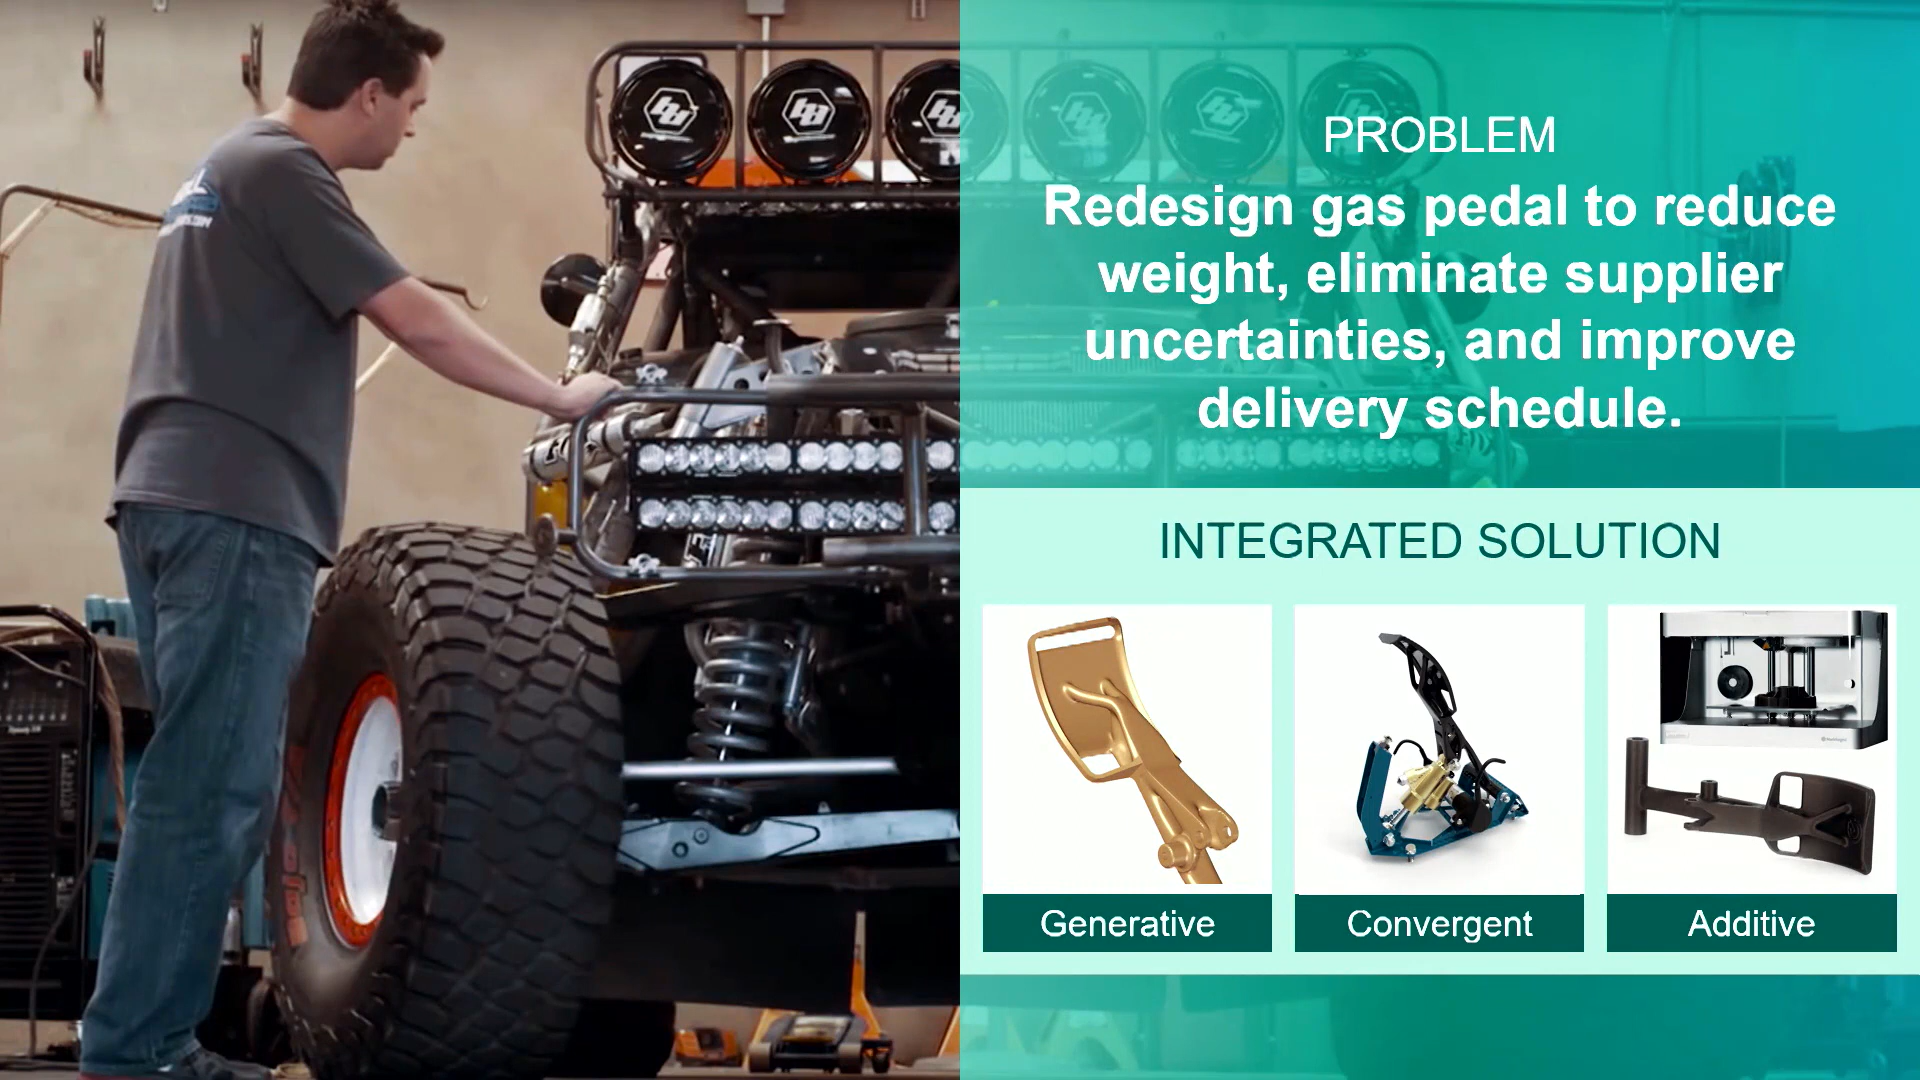 PROBLEM
Redesign gas pedal to reduce
weight, eliminate supplier
uncertainties, and improve
delivery schedule.
INTEGRATED SOLUTION
Generative
Convergent
Additive